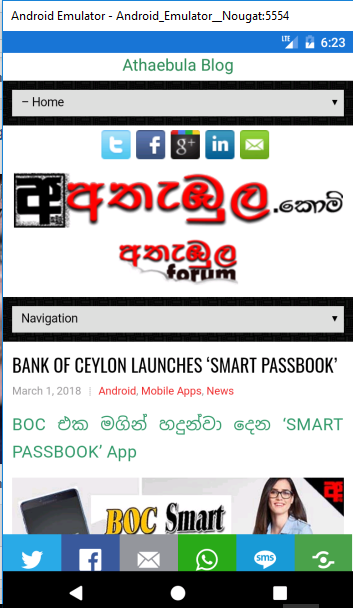 Android Emulator - Android_Emulator__Nougat:5554
LTE 6:23
Athaebula Blog
– Home
g+ in
අ අතැඹුල.කොම්
අතැඹුල
forum
Navigation
BANK OF CEYLON LAUNCHES ‘SMART PASSBOOK’
March 1, 2018 | Android, Mobile Apps, News
BOC එක මගින් හඳුන්වා දෙන ‘SMART
PASSBOOK’ App
BOC Smart
SMS